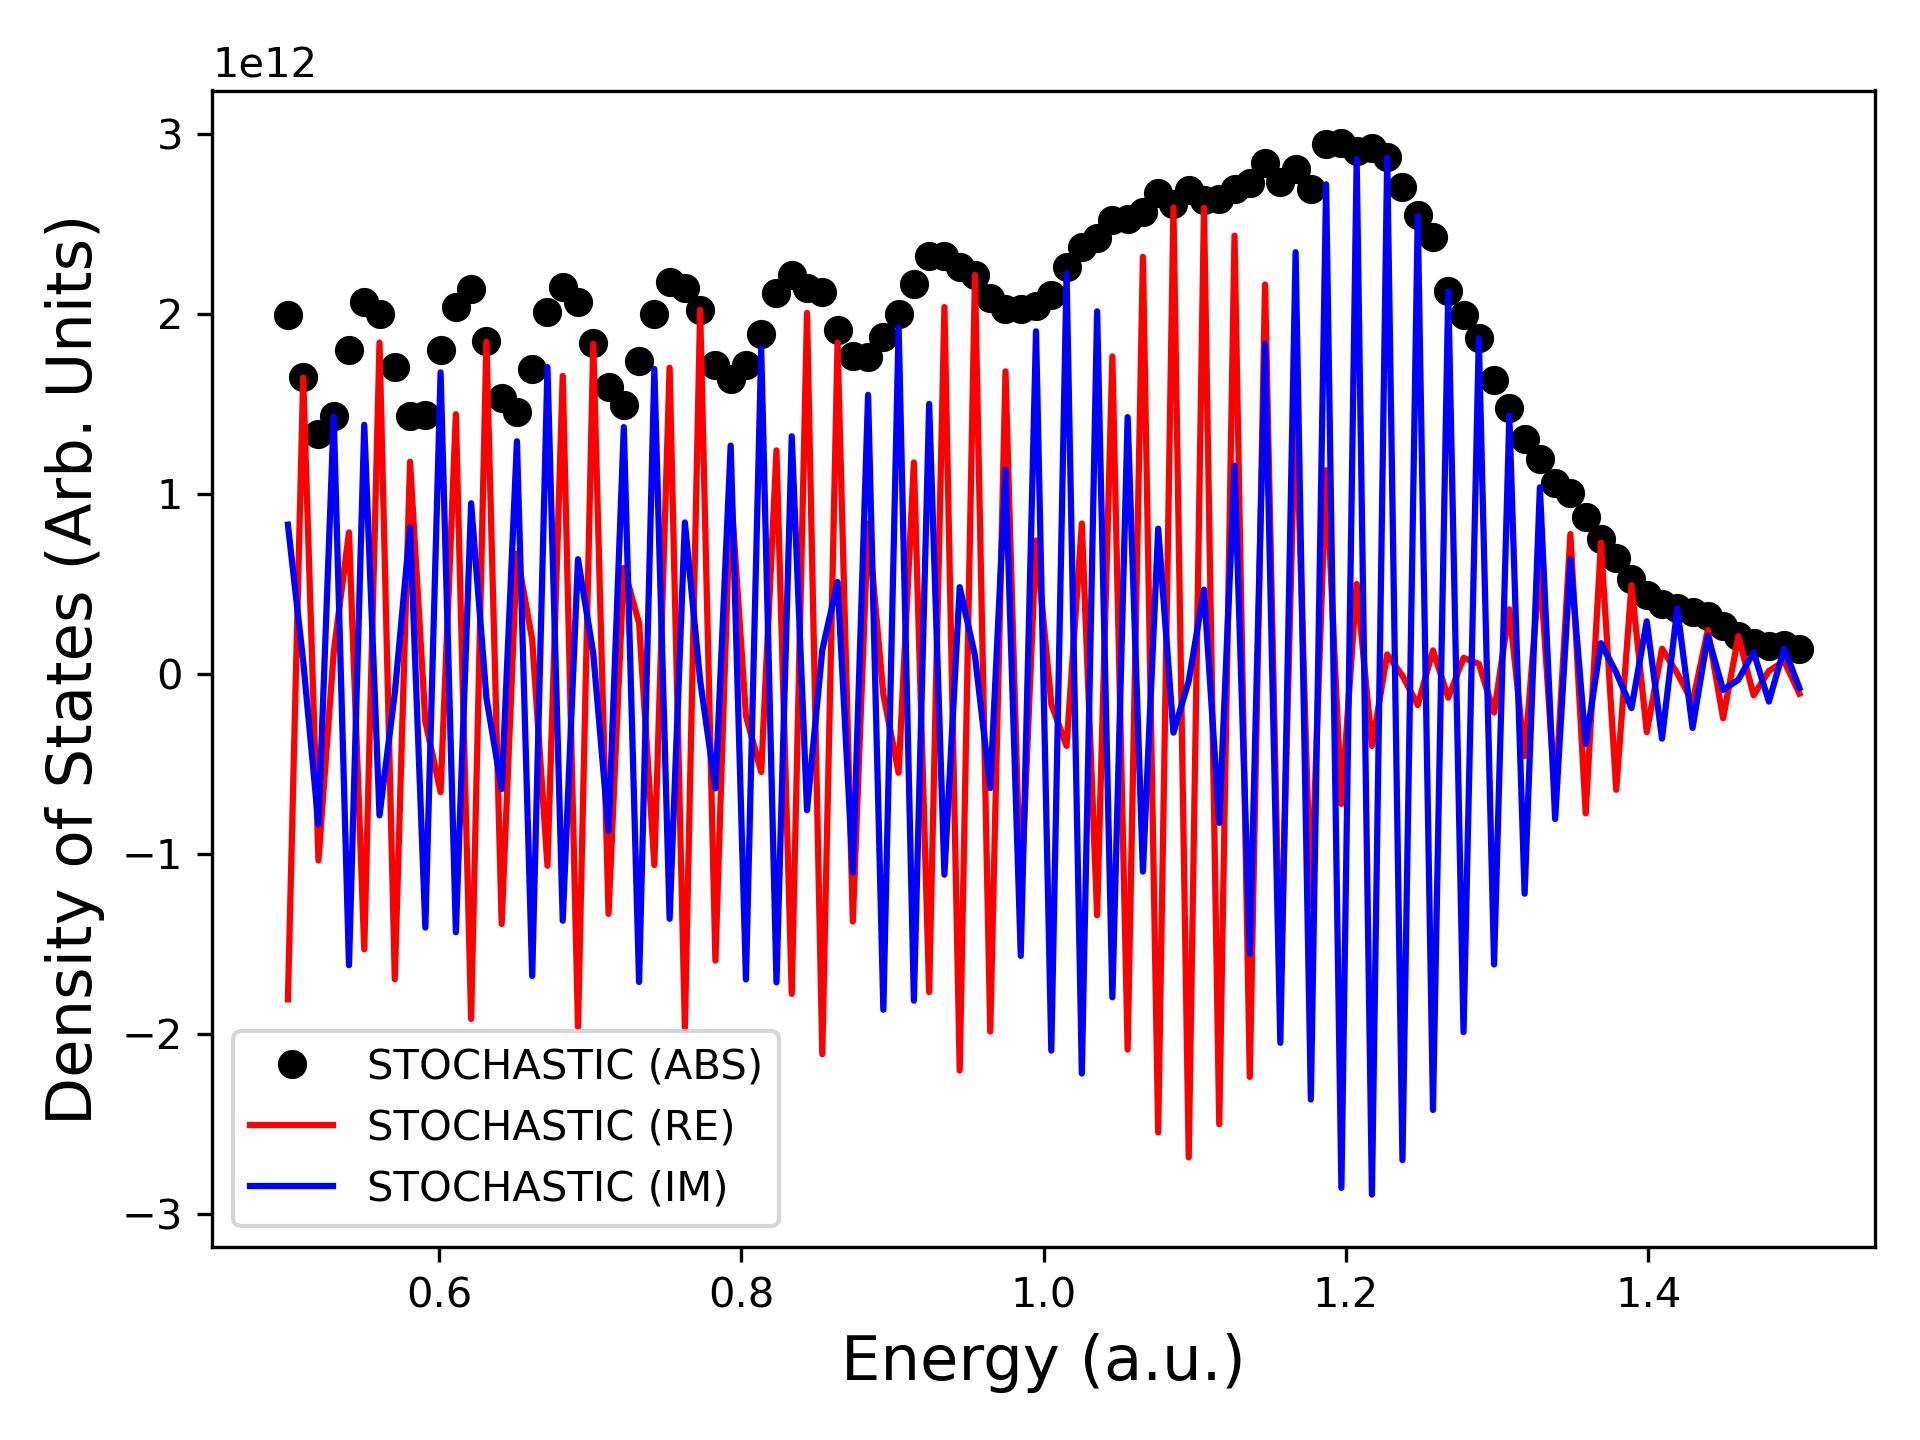 1e12
Density of States (Arb. Units)
3
2
1
0
−1
−2
−3
STOCHASTIC (ABS)
STOCHASTIC (RE)
STOCHASTIC (IM)
0.6 0.8 1.0 1.2 1.4
Energy (a.u.)